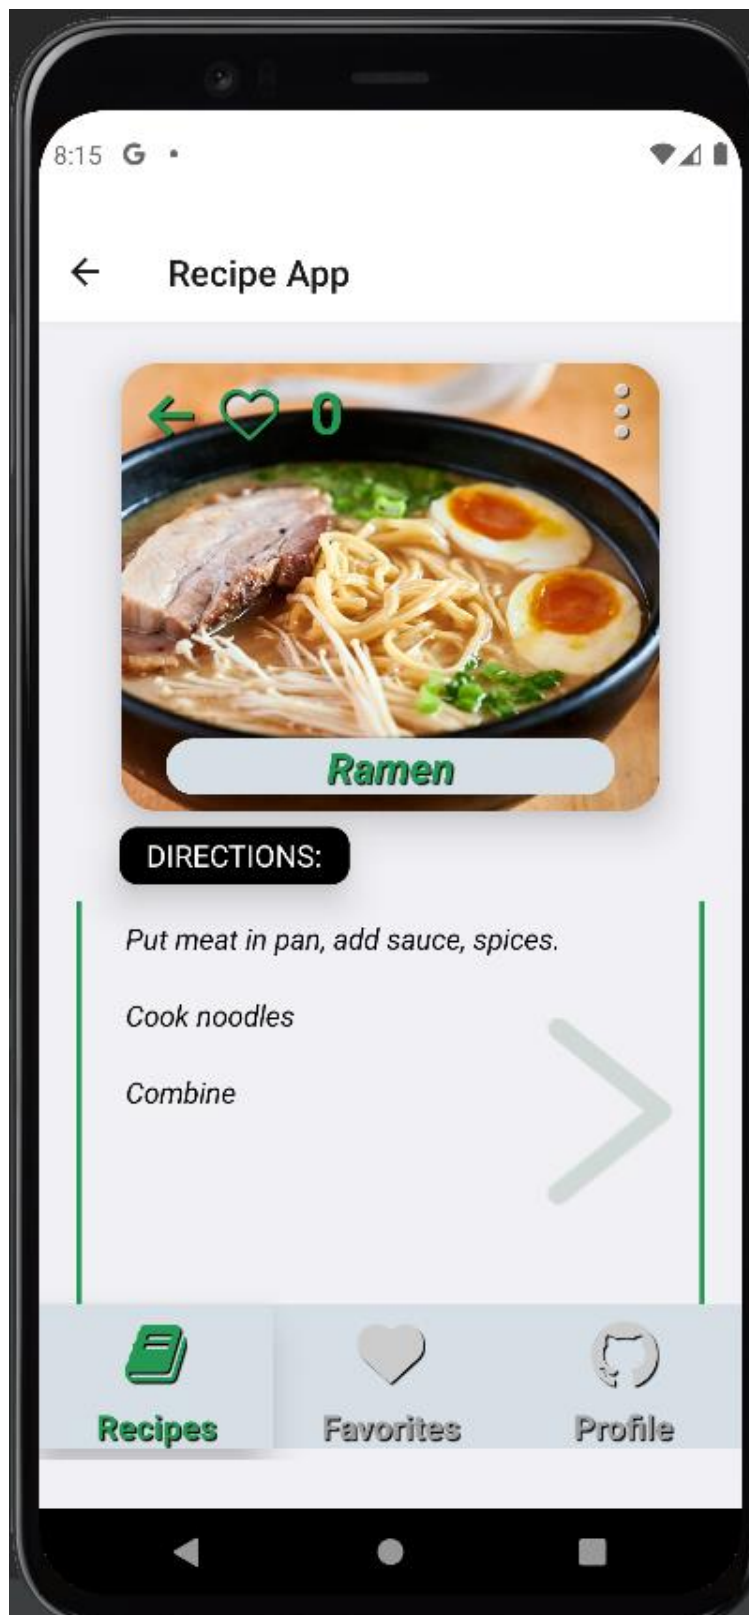 8:15 G
Recipe App
0
Ramen
DIRECTIONS:
Put meat in pan, add sauce, spices.
Cook noodles
Combine
Recipes
Favorites
Profile